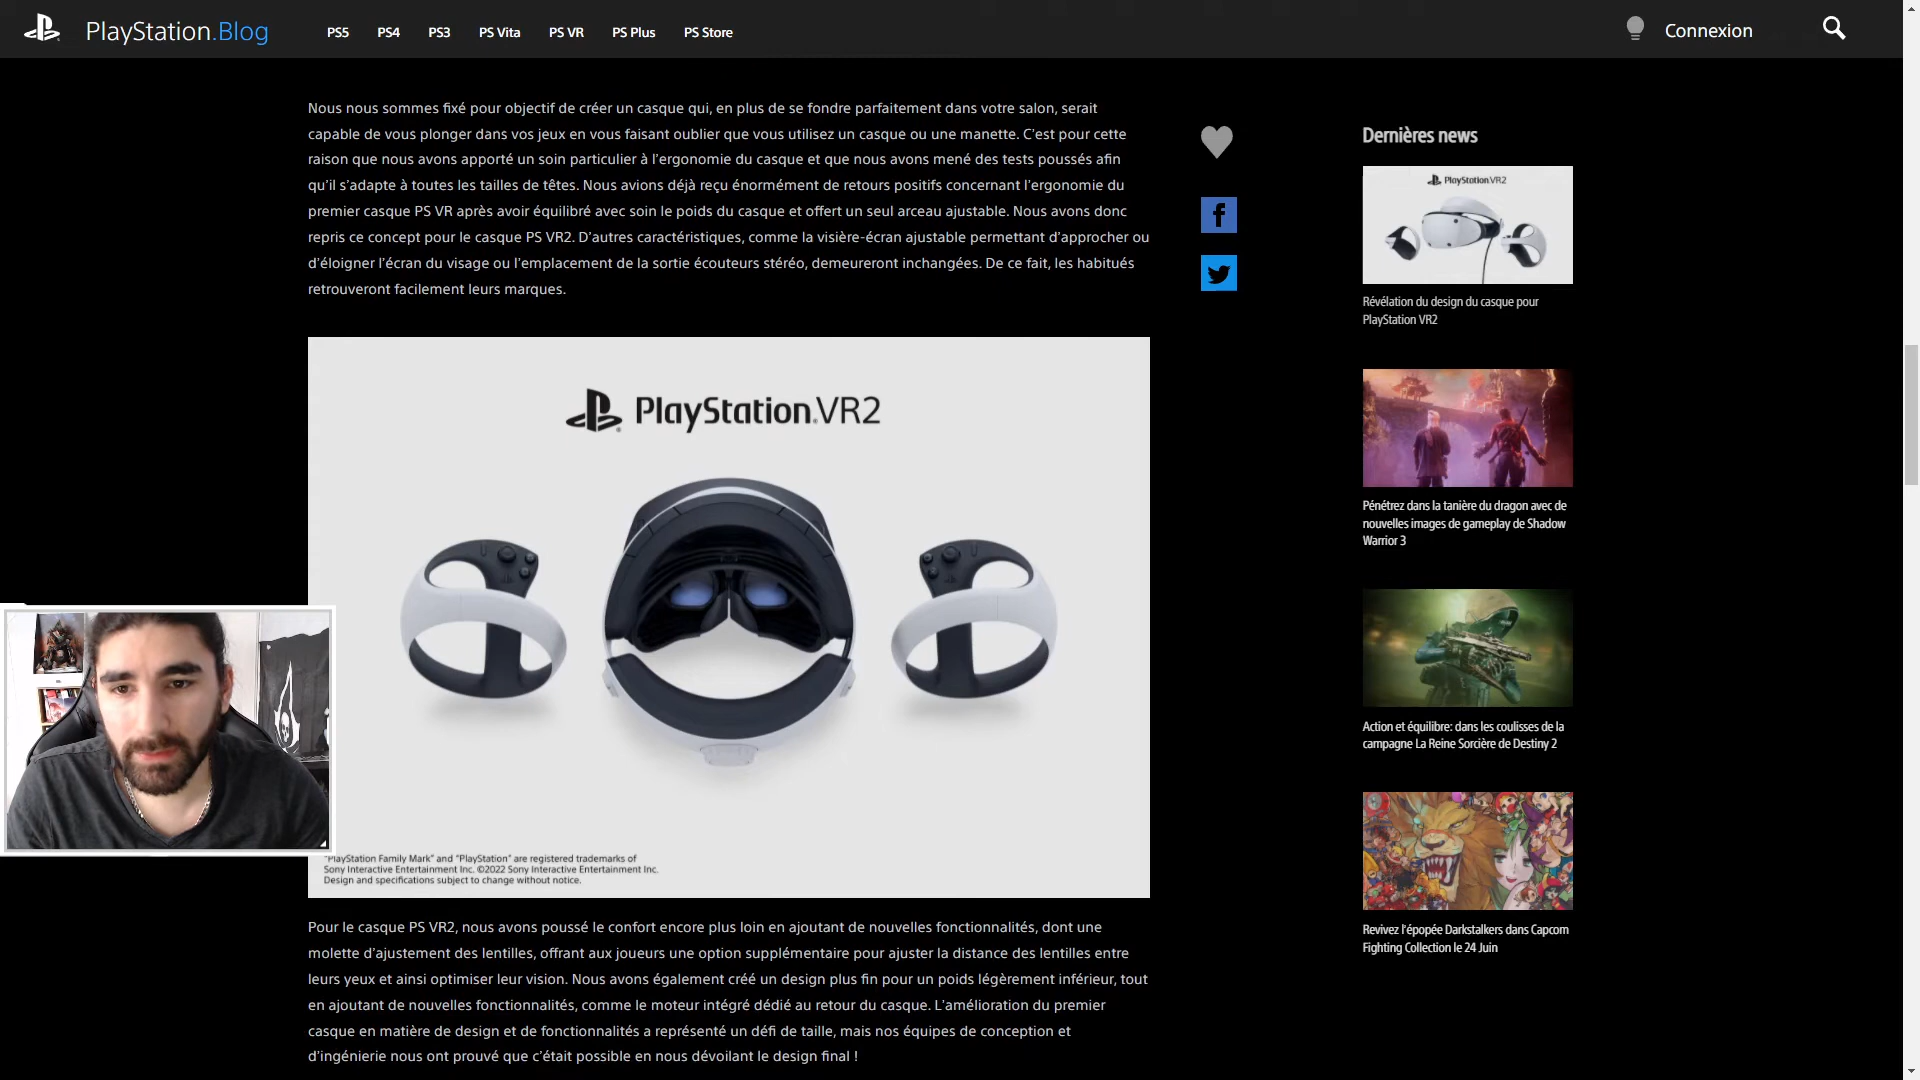 PlayStation.Blog
PS5 PS4 PS3 PS Vita PS VR PS Plus PS Store
Connexion
Nous nous sommes fixé pour objectif de créer un casque qui, en plus de se fondre parfaitement dans votre salon, serait
capable de vous plonger dans vos jeux en vous faisant oublier que vous utilisez un casque ou une manette. C'est pour cette
raison que nous avons apporté un soin particulier à l'ergonomie du casque et que nous avons mené des tests poussés afin
qu'il s'adapte à toutes les tailles de têtes. Nous avions déjà reçu énormément de retours positifs concernant l'ergonomie du
premier casque PS VR après avoir équilibré avec soin le poids du casque et offert un seul arceau ajustable. Nous avons donc
repris ce concept pour le casque PS VR2. D'autres caractéristiques, comme la visière-écran ajustable permettant d'approcher ou
d'éloigner l'écran du visage ou l'emplacement de la sortie écouteurs stéréo, demeureront inchangées. De ce fait, les habitués
retrouveront facilement leurs marques.
PlayStation.VR2
"PlayStation Family Mark" and "PlayStation" are registered trademarks of
Sony Interactive Entertainment Inc. ©2022 Sony Interactive Entertainment Inc.
Design and specifications subject to change without notice.
Pour le casque PS VR2, nous avons poussé le confort encore plus loin en ajoutant de nouvelles fonctionnalités, dont une
molette d'ajustement des lentilles, offrant aux joueurs une option supplémentaire pour ajuster la distance des lentilles entre
leurs yeux et ainsi optimiser leur vision. Nous avons également créé un design plus fin pour un poids légèrement inférieur, tout
en ajoutant de nouvelles fonctionnalités, comme le moteur intégré dédié au retour du casque. L'amélioration du premier
casque en matière de design et de fonctionnalités a représenté un défi de taille, mais nos équipes de conception et
d'ingénierie nous ont prouvé que c'était possible en nous dévoilant le design final !
Dernières news
PlayStation.VR2
Révélation du design du casque pour
PlayStation VR2
Pénétrez dans la tanière du dragon avec de
nouvelles images de gameplay de Shadow
Warrior 3
Action et équilibre: dans les coulisses de la
campagne La Reine Sorcière de Destiny 2
Revivez l'épopée Darkstalkers dans Capcom
Fighting Collection le 24 Juin